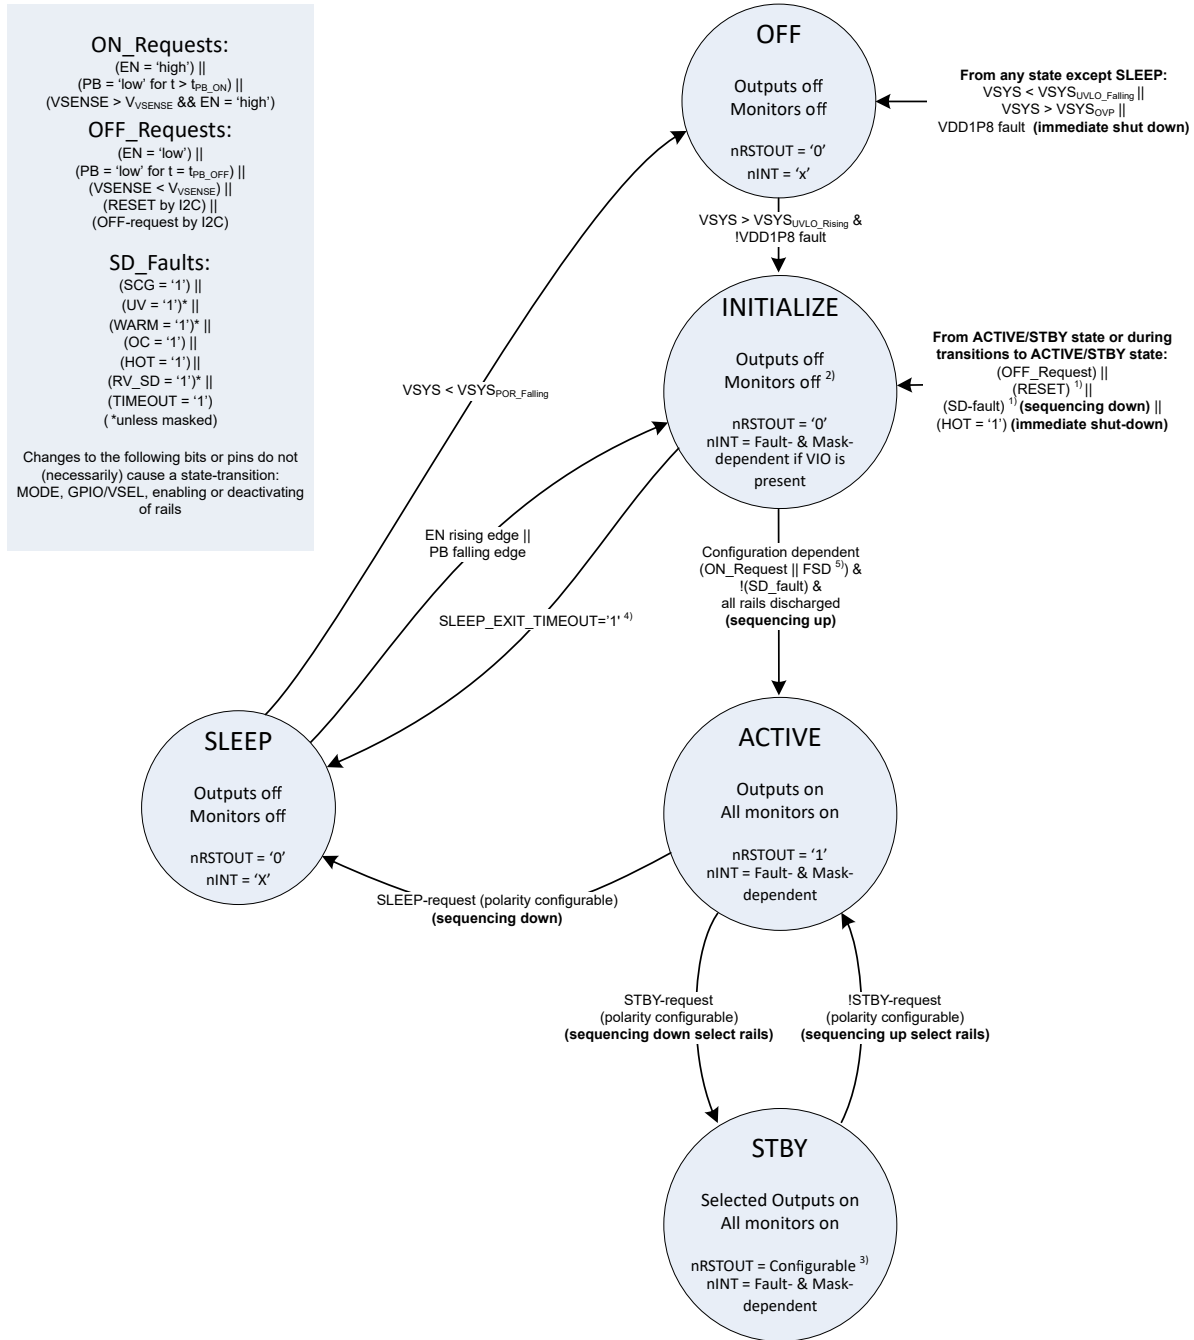 ON_Requests:
(EN = ‘high’) ||
(PB = ‘low’ for t > tPB_ON) ||
(VSENSE > VVSENSE && EN = ‘high’)
OFF_Requests:
(EN = ‘low’) ||
(PB = ‘low’ for t = tPB_OFF) ||
(VSENSE < VVSENSE) ||
(RESET by I2C) ||
(OFF-request by I2C)
SD_Faults:
(SCG = ‘1’) ||
(UV = ‘1’)* ||
(WARM = ‘1’)* ||
(OC = ‘1’) ||
(HOT = ‘1’) ||
(RV_SD = ‘1’)* ||
(TIMEOUT = ‘1’)
( *unless masked)
Changes to the following bits or pins do not
(necessarily) cause a state-transition:
MODE, GPIO/VSEL, enabling or deactivating
of rails
OFF
Outputs off
Monitors off
nRSTOUT = ‘0’
nINT = ‘x’
From any state except SLEEP:
VSYS < VSYSUVLO_Falling ||
VSYS > VSYSOVP ||
VDD1P8 fault (immediate shut down)
VSYS > VSYSUVLO_Rising &
!VDD1P8 fault
INITIALIZE
Outputs off
Monitors off 2)
nRSTOUT = ‘0’
nINT = Fault- & Mask-
dependent if VIO is
present
From ACTIVE/STBY state or during
transitions to ACTIVE/STBY state:
(OFF_Request) ||
(RESET) 1) ||
(SD-fault) 1) (sequencing down) ||
(HOT = ‘1’) (immediate shut-down)
VSYS < VSYSPOR_Falling
EN rising edge ||
PB falling edge
SLEEP_EXIT_TIMEOUT=’1’ 4)
Configuration dependent
(ON_Request || FSD 5)) &
!(SD_fault) &
all rails discharged
(sequencing up)
SLEEP
Outputs off
Monitors off
nRSTOUT = ‘0’
nINT = ‘X’
ACTIVE
Outputs on
All monitors on
nRSTOUT = ‘1’
nINT = Fault- & Mask-
dependent
SLEEP-request (polarity configurable)
(sequencing down)
STBY-request
(polarity configurable)
(sequencing down select rails)
!STBY-request
(polarity configurable)
(sequencing up select rails)
STBY
Selected Outputs on
All monitors on
nRSTOUT = Configurable 3)
nINT = Fault- & Mask-
dependent